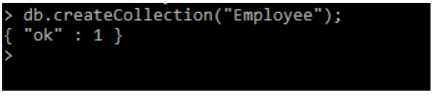 > db.createCollection("Employee");
{ "ok" : 1 }
>